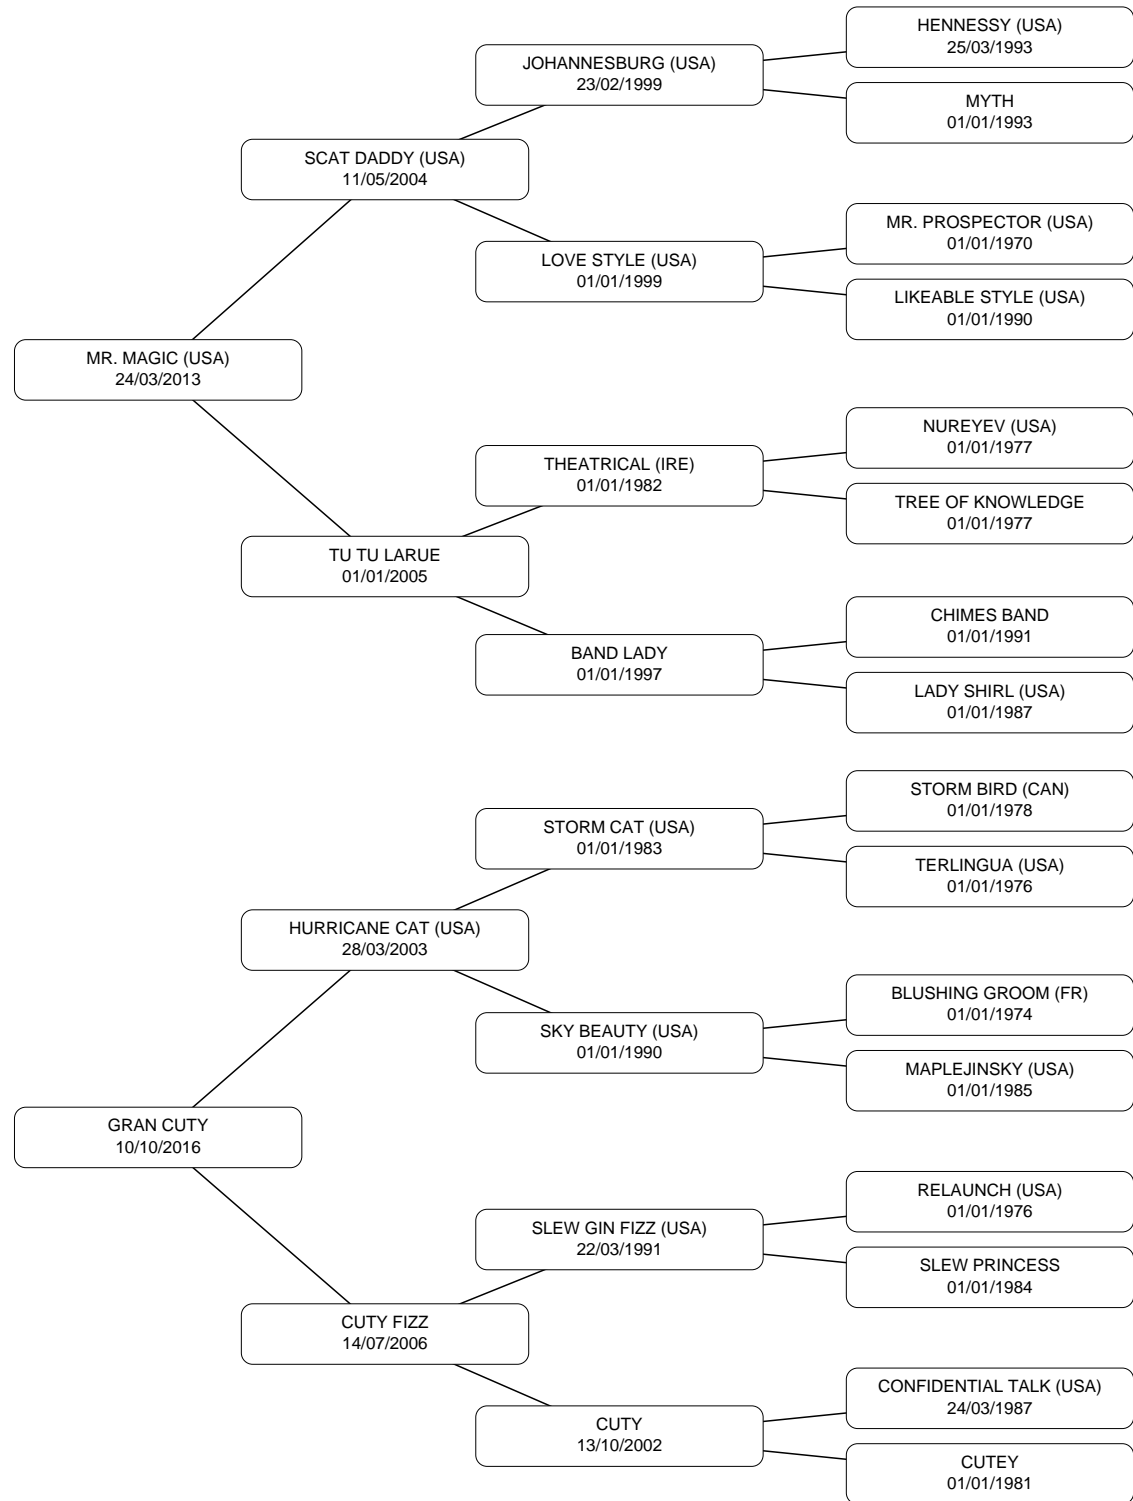 HENNESSY (USA)
25/03/1993
JOHANNESBURG (USA)
23/02/1999
MYTH
01/01/1993
SCAT DADDY (USA)
11/05/2004
MR. PROSPECTOR (USA)
01/01/1970
LOVE STYLE (USA)
01/01/1999
LIKEABLE STYLE (USA)
01/01/1990
MR. MAGIC (USA)
24/03/2013
NUREYEV (USA)
01/01/1977
THEATRICAL (IRE)
01/01/1982
TREE OF KNOWLEDGE
01/01/1977
TU TU LARUE
01/01/2005
CHIMES BAND
01/01/1991
BAND LADY
01/01/1997
LADY SHIRL (USA)
01/01/1987
STORM BIRD (CAN)
01/01/1978
STORM CAT (USA)
01/01/1983
TERLINGUA (USA)
01/01/1976
HURRICANE CAT (USA)
28/03/2003
BLUSHING GROOM (FR)
01/01/1974
SKY BEAUTY (USA)
01/01/1990
MAPLEJINSKY (USA)
01/01/1985
GRAN CUTY
10/10/2016
RELAUNCH (USA)
01/01/1976
SLEW GIN FIZZ (USA)
22/03/1991
SLEW PRINCESS
01/01/1984
CUTY FIZZ
14/07/2006
CONFIDENTIAL TALK (USA)
24/03/1987
CUTY
13/10/2002
CUTEY
01/01/1981